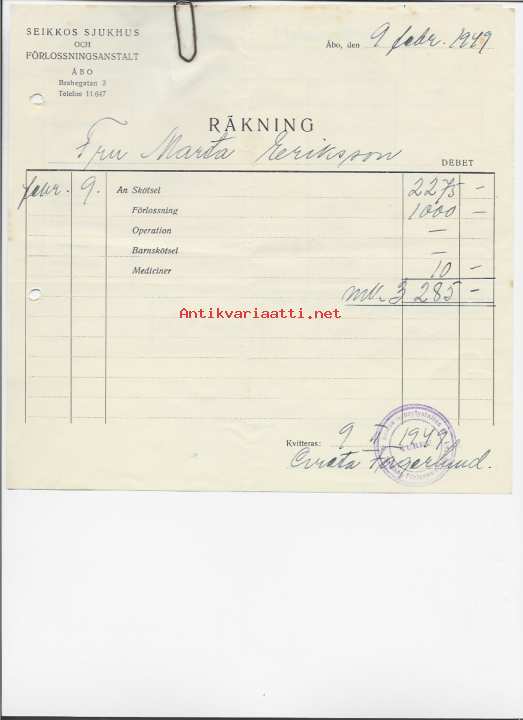 SEIKKOS SJUKHUS
OCH
FÖRLOSSNINGSANSTALT
ÅBO
Brahegatan 3
Telefon 11 647
Åbo, den 9 febr. 1949
RÄKNING
Fru Marta Eeriksson
DEBET
febr. 9. An Skötsel 2275 –
Förlossning 1000 –
Operation –
Barnskötsel –
Mediciner 10 –
mk. 3 285 –
Antikvariaatti.net
Kvitteras: 9 II 1949
Fagerlund.